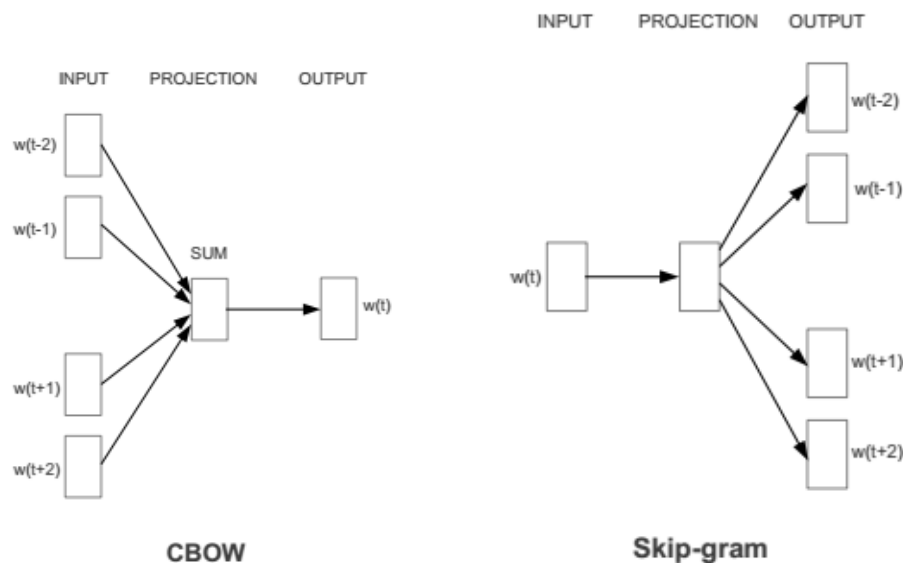 INPUT PROJECTION OUTPUT
w(t-2)
w(t-1)
SUM
w(t)
w(t+1)
w(t+2)
CBOW
INPUT PROJECTION OUTPUT
w(t-2)
w(t-1)
w(t)
w(t+1)
w(t+2)
Skip-gram